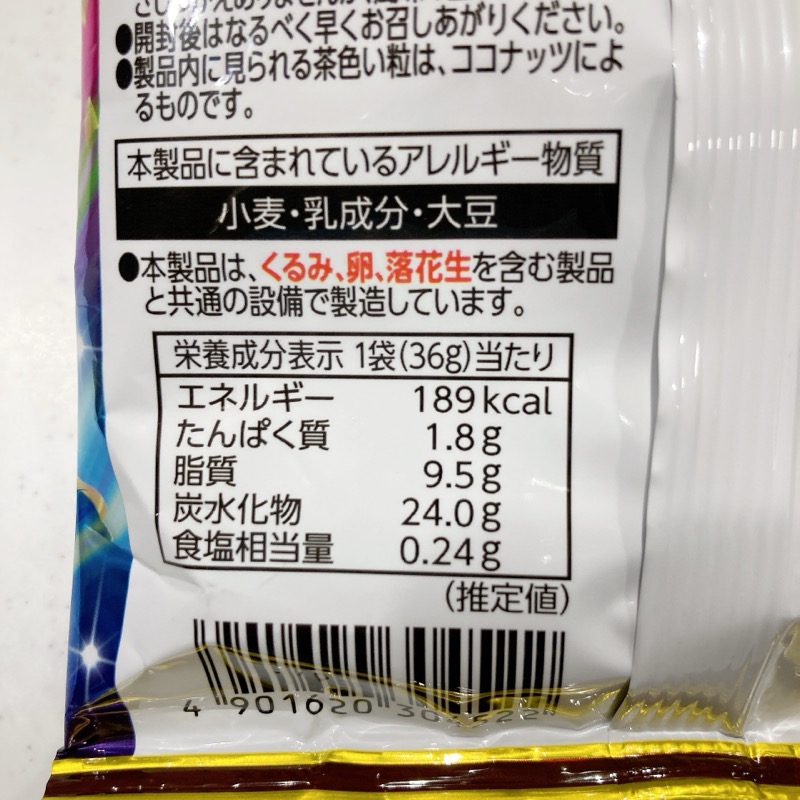 ●開封後はなるべく早くお召しあがりください。
●製品内に見られる茶色い粒は、ココナッツによ
るものです。
本製品に含まれているアレルギー物質
小麦・乳成分・大豆
●本製品は、くるみ、卵、落花生を含む製品
と共通の設備で製造しています。
栄養成分表示 1袋(36g)当たり
エネルギー 189kcal
たんぱく質 1.8g
脂質 9.5g
炭水化物 24.0g
食塩相当量 0.24g
(推定値)
4 901620